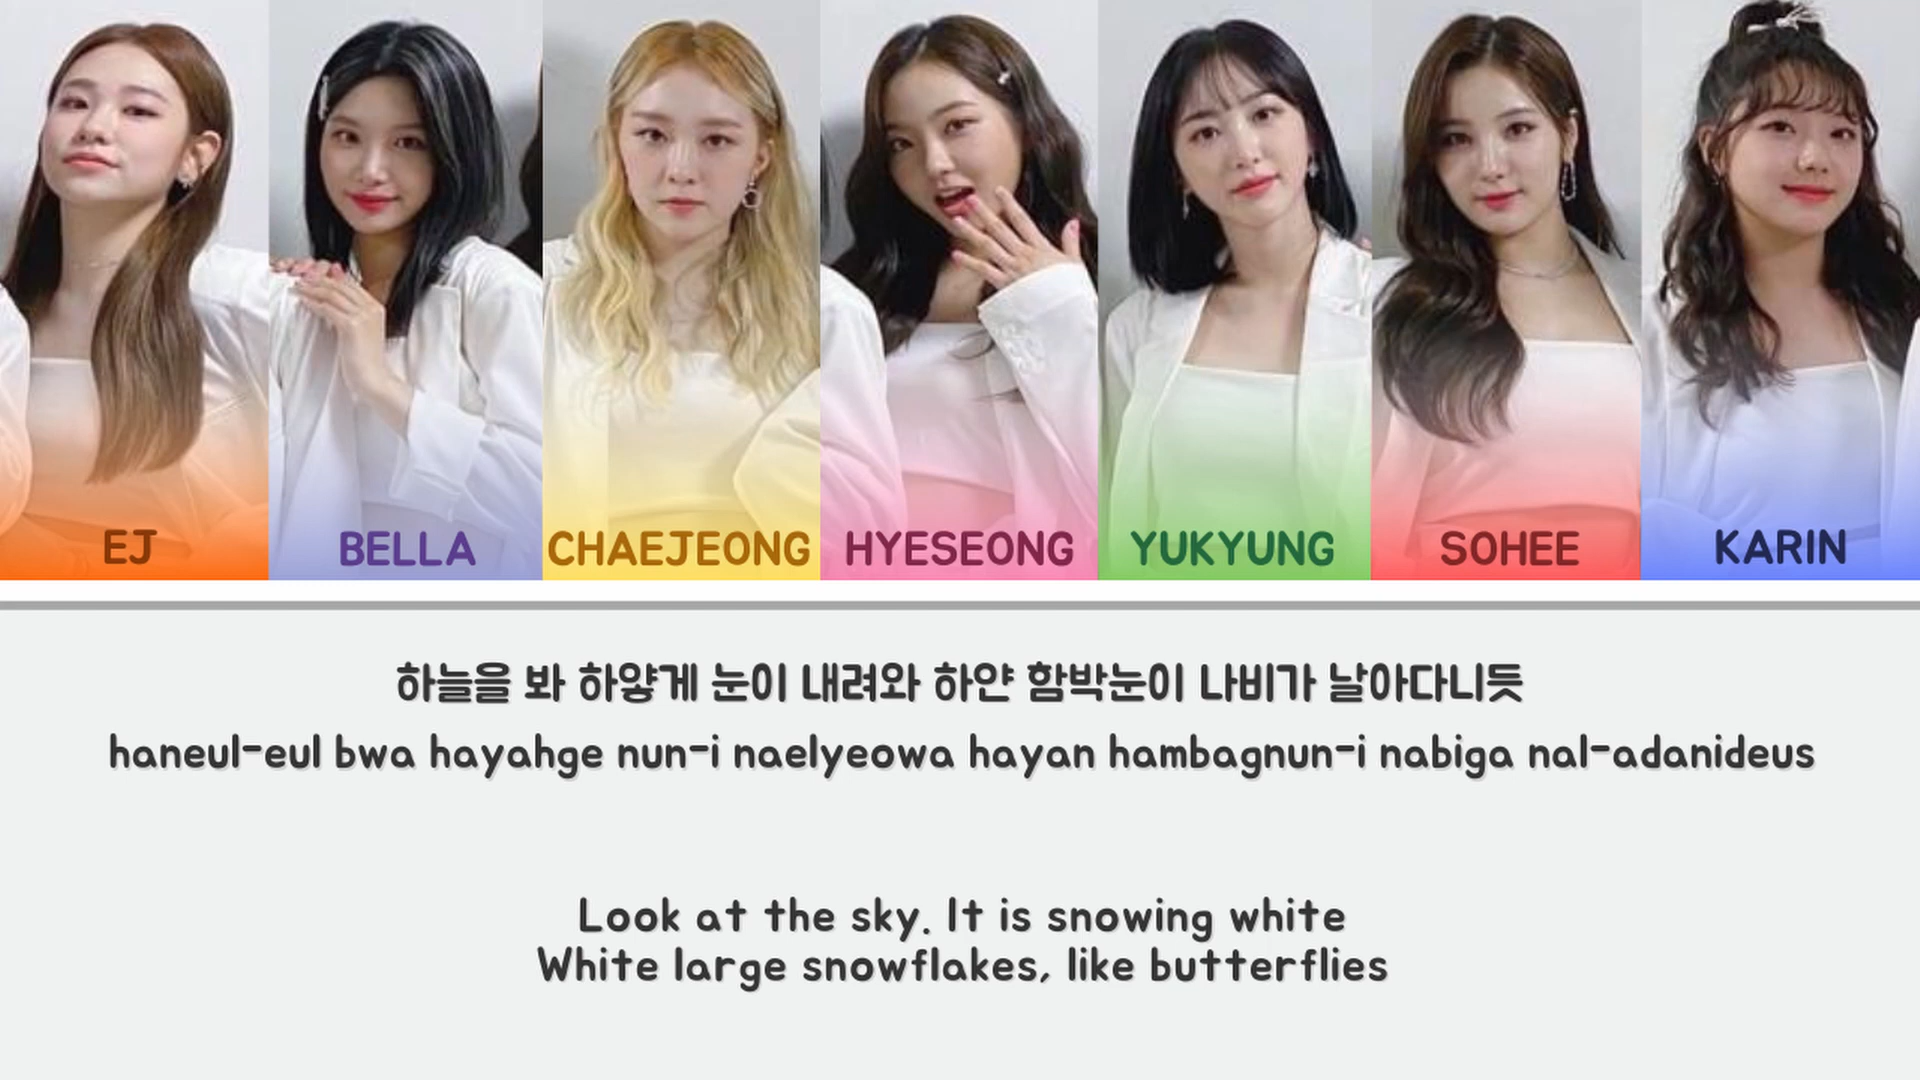 EJ
BELLA
CHAEJEONG
HYESEONG
YUKYUNG
SOHEE
KARIN
하늘을 봐 하얗게 눈이 내려와 하얀 함박눈이 나비가 날아다니듯
haneul-eul bwa hayahge nun-i naelyeowa hayan hambagnun-i nabiga nal-adanideus
Look at the sky. It is snowing white
White large snowflakes, like butterflies